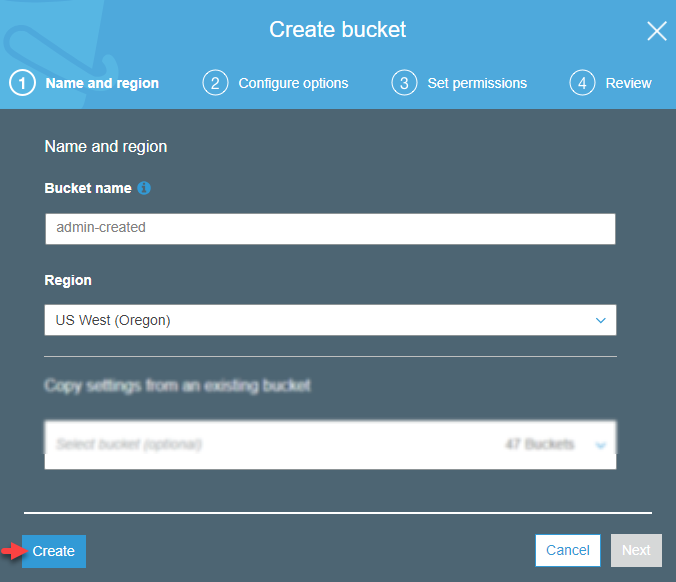 Create bucket
1 Name and region 2 Configure options 3 Set permissions 4 Review
Name and region
Bucket name i
admin-created
Region
US West (Oregon)
Copy settings from an existing bucket
Select bucket (optional) 47 Buckets
Create Cancel Next